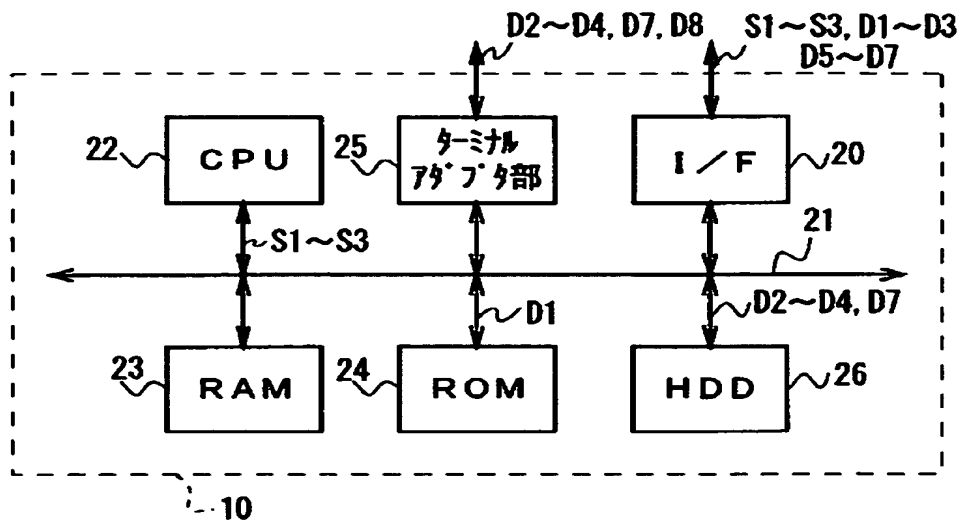 D2〜D4, D7, D8
S1〜S3, D1〜D3
D5〜D7
22
CPU
25
ターミナル
アダプタ部
I/F
20
S1〜S3
21
D1
D2〜D4, D7
23
RAM
24
ROM
HDD
26
10